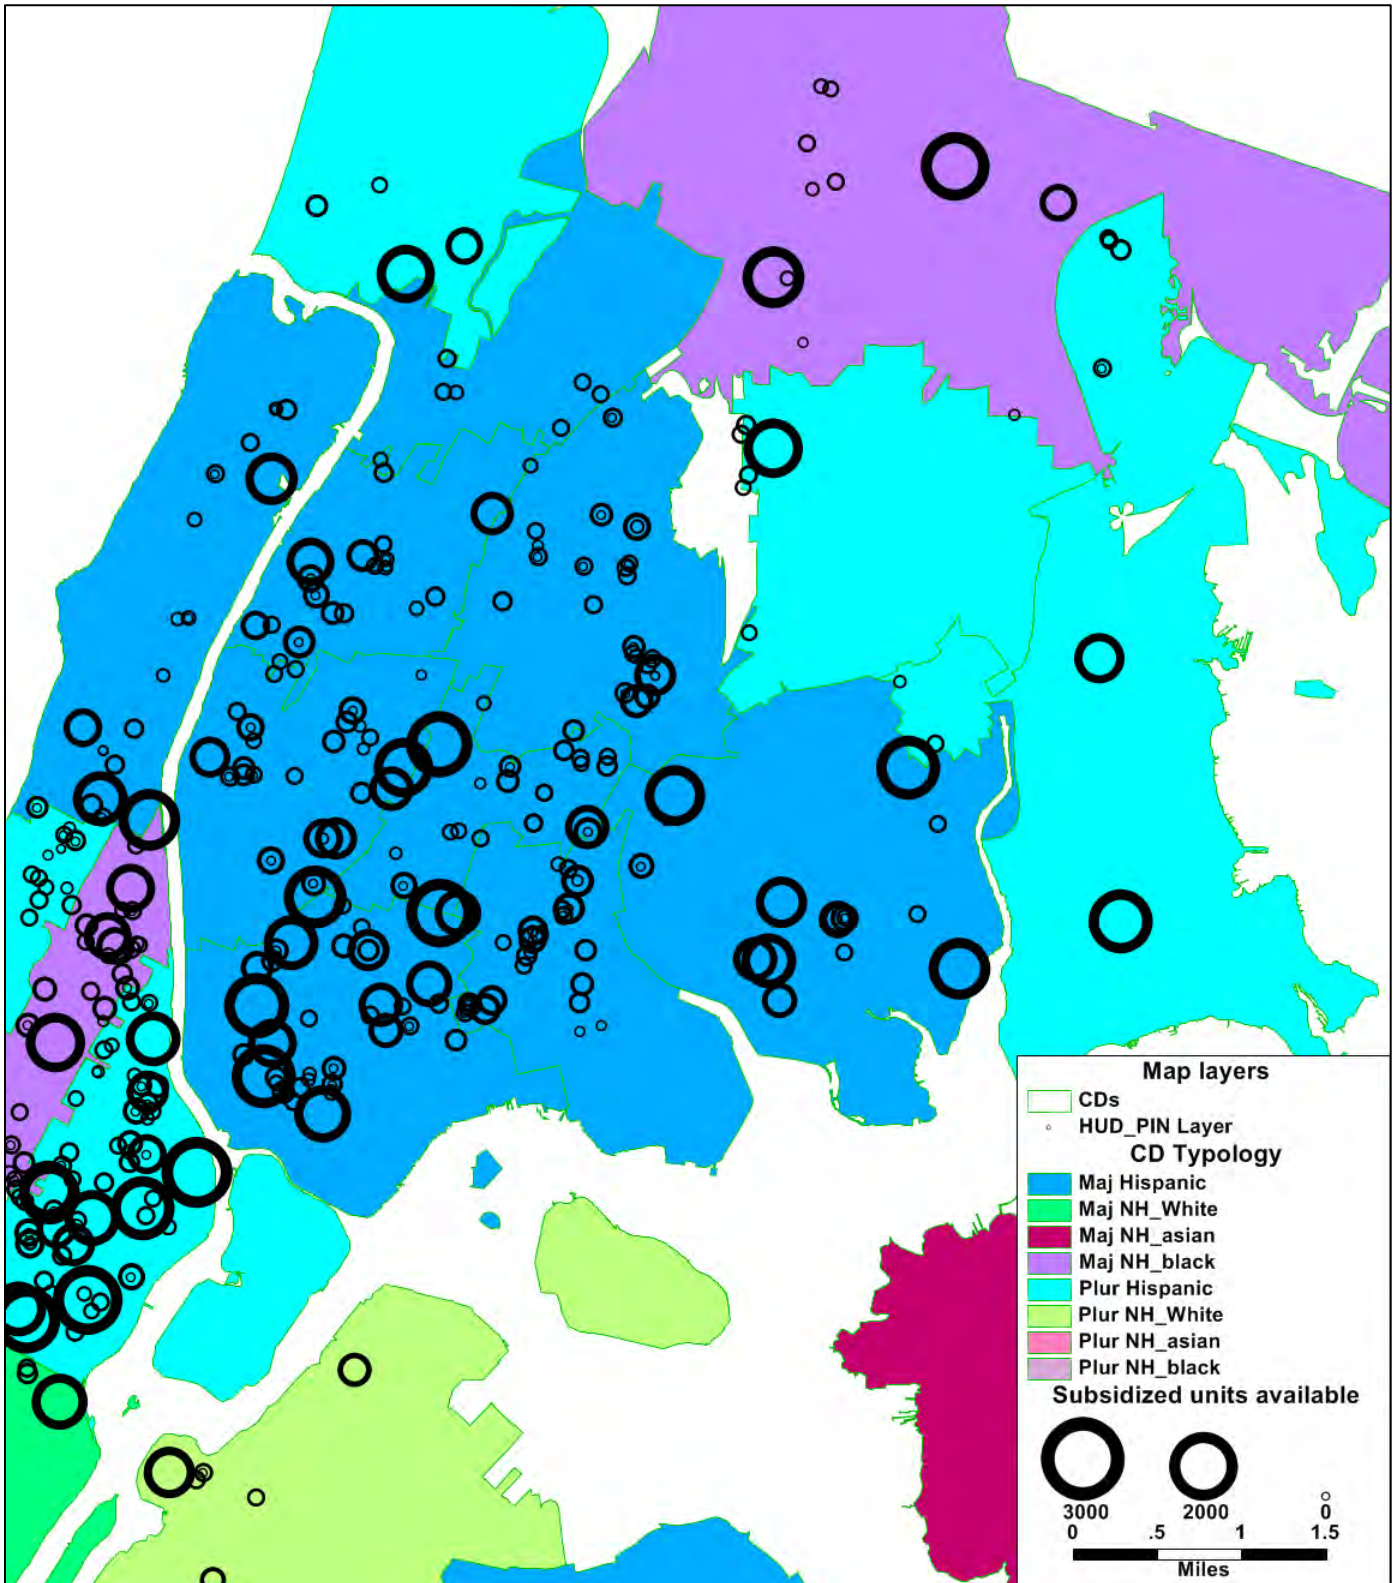 Map layers
CDs
HUD_PIN Layer
CD Typology
Maj Hispanic
Maj NH_White
Maj NH_asian
Maj NH_black
Plur Hispanic
Plur NH_White
Plur NH_asian
Plur NH_black
Subsidized units available
3000 2000 0
0 .5 1 1.5
Miles